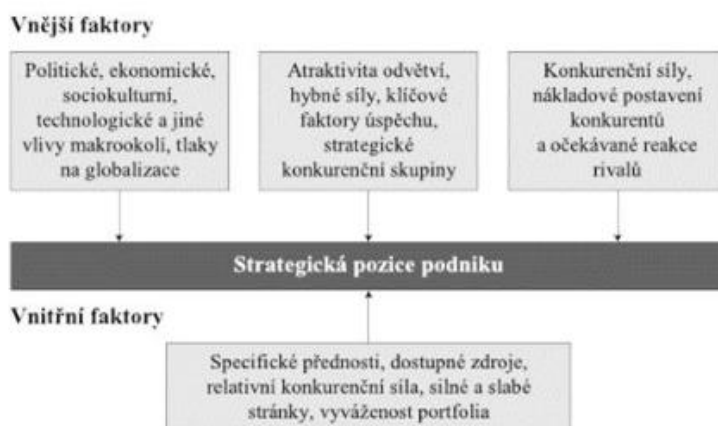 Vnější faktory
Politické, ekonomické,
sociokulturní,
technologické a jiné
vlivy makrookolí, tlaky
na globalizace
Atraktivita odvětví,
hybné síly, klíčové
faktory úspěchu,
strategické
konkurenční skupiny
Konkurenční síly,
nákladové postavení
konkurentů
a očekávané reakce
rivalů
Strategická pozice podniku
Vnitřní faktory
Specifické přednosti, dostupné zdroje,
relativní konkurenční síla, silné a slabé
stránky, vyváženost portfolia